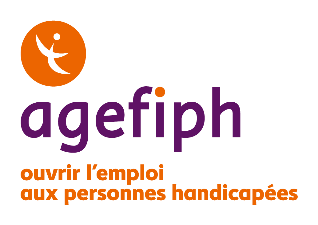 agefiph
ouvrir l'emploi
aux personnes handicapées